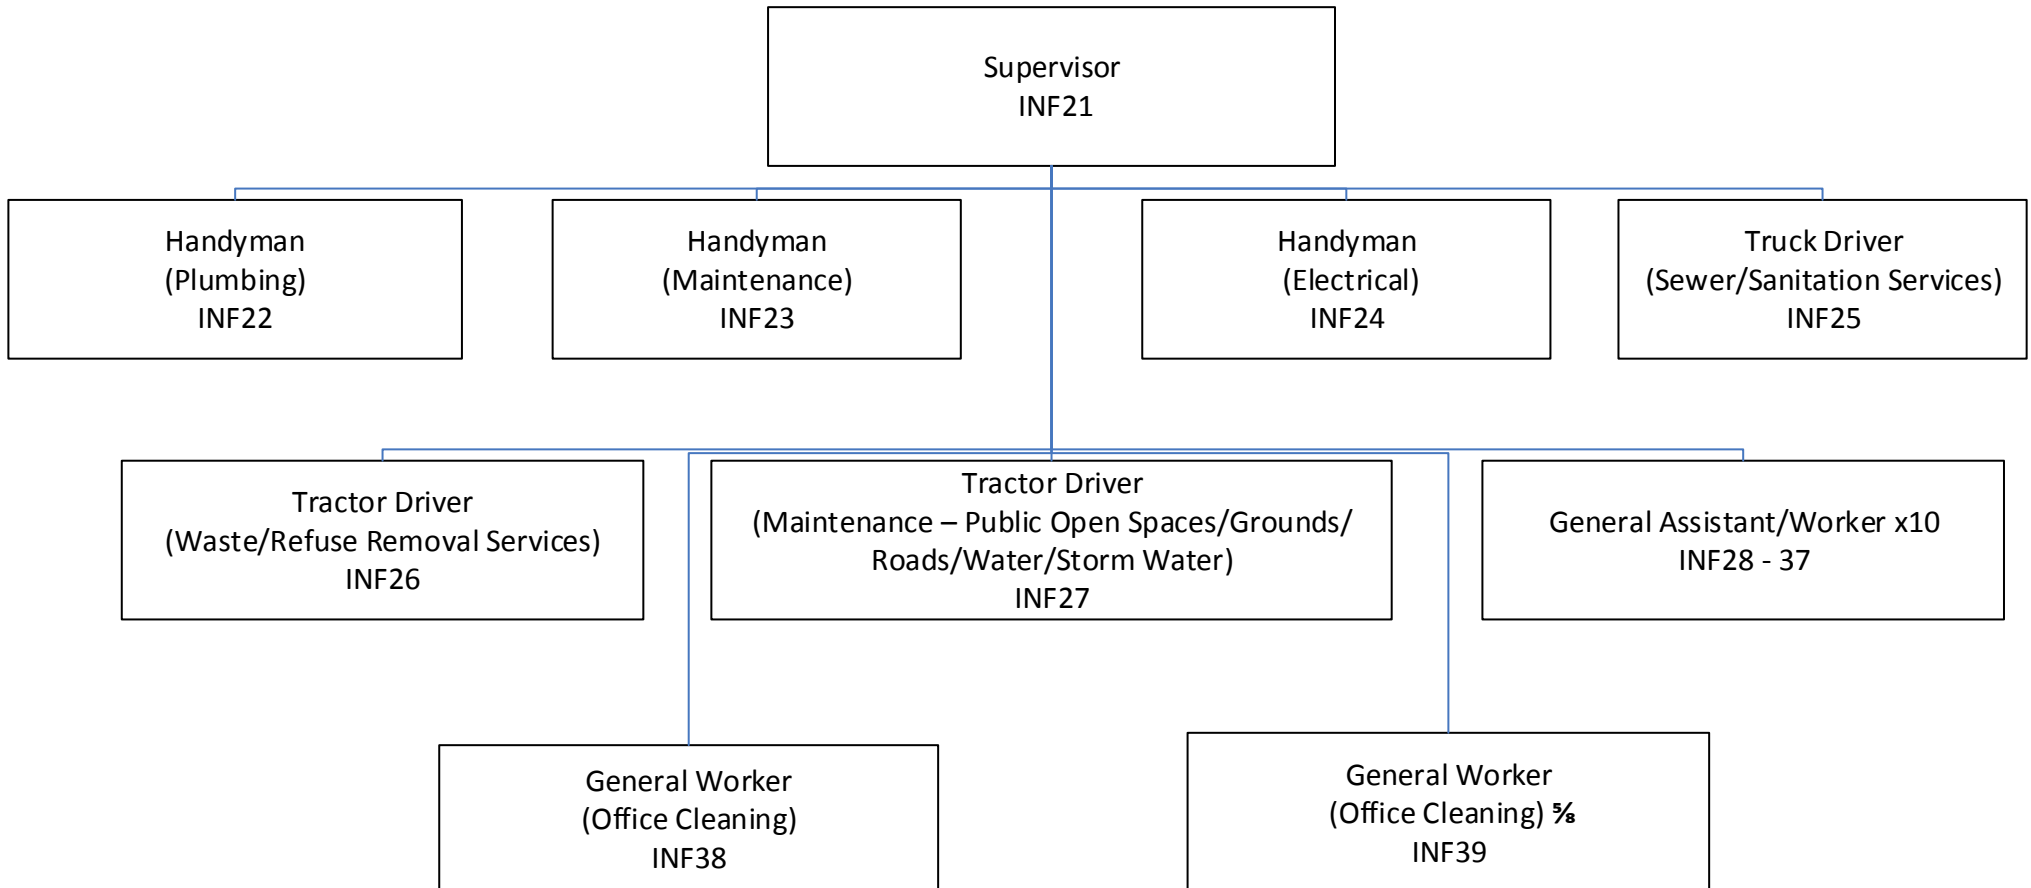 Supervisor
INF21
Handyman
(Plumbing)
INF22
Handyman
(Maintenance)
INF23
Handyman
(Electrical)
INF24
Truck Driver
(Sewer/Sanitation Services)
INF25
Tractor Driver
(Waste/Refuse Removal Services)
INF26
Tractor Driver
(Maintenance – Public Open Spaces/Grounds/
Roads/Water/Storm Water)
INF27
General Assistant/Worker x10
INF28 - 37
General Worker
(Office Cleaning)
INF38
General Worker
(Office Cleaning) ⅝
INF39